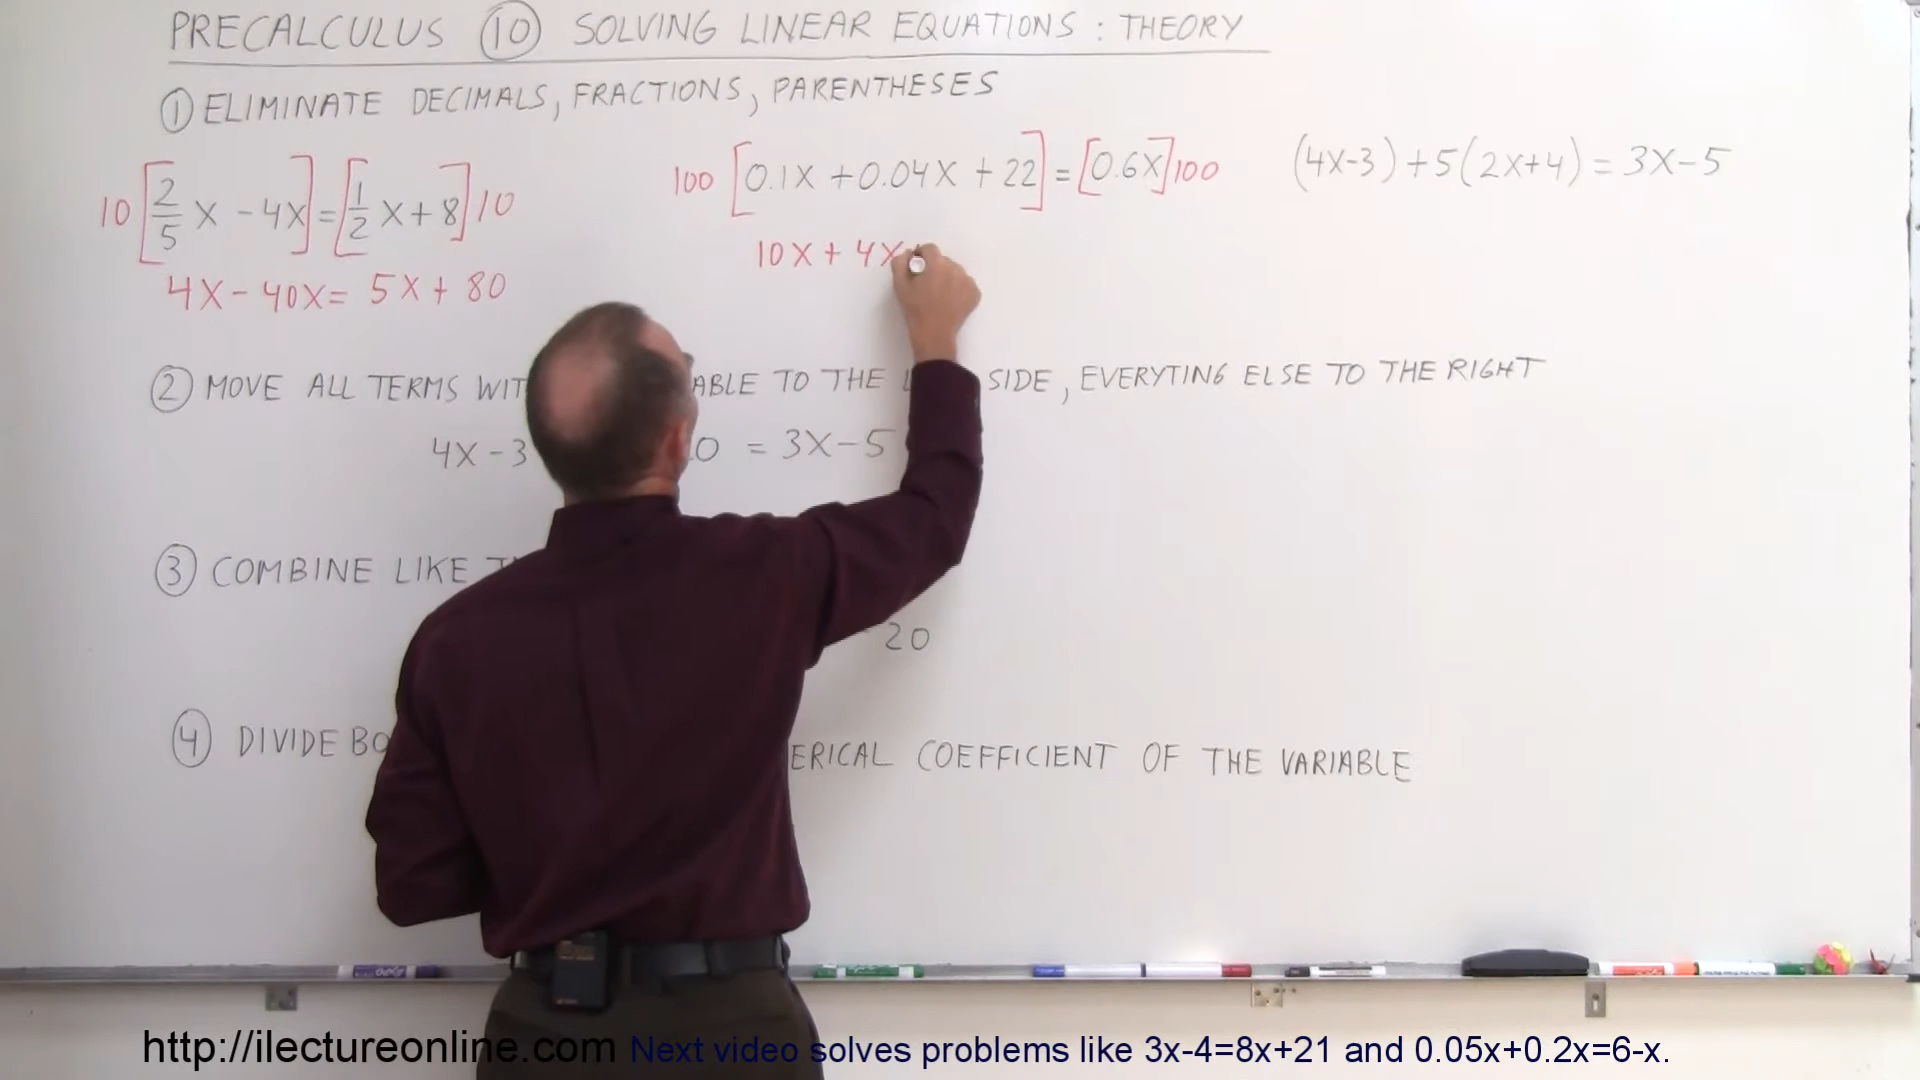 PRECALCULUS 10 SOLVING LINEAR EQUATIONS : THEORY
1 ELIMINATE DECIMALS, FRACTIONS, PARENTHESES
10 [2/5 X - 4X] = [1/2 X + 8] 10
4X - 40X = 5X + 80
100 [0.1X + 0.04X + 22] = [0.6X] 100
10X + 4X
(4X-3) + 5(2X+4) = 3X - 5
2 MOVE ALL TERMS TO THE SIDE, EVERYTING ELSE TO THE RIGHT
4X - 3 = 3X - 5
3 COMBINE LIKE
20
4 DIVIDE COEFFICIENT OF THE VARIABLE
http://ilectureonline.com Next video solves problems like 3x-4=8x+21 and 0.05x+0.2x=6-x.